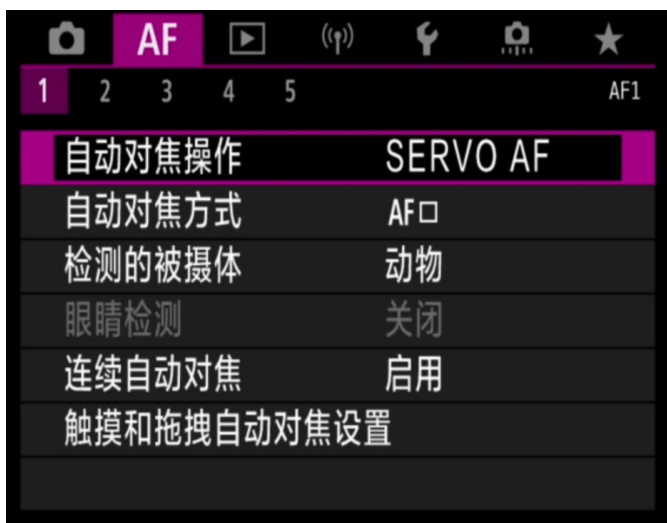 AF
1 2 3 4 5 AF1
自动对焦操作 SERVO AF
自动对焦方式 AF□
检测的被摄体 动物
眼睛检测 关闭
连续自动对焦 启用
触摸和拖拽自动对焦设置